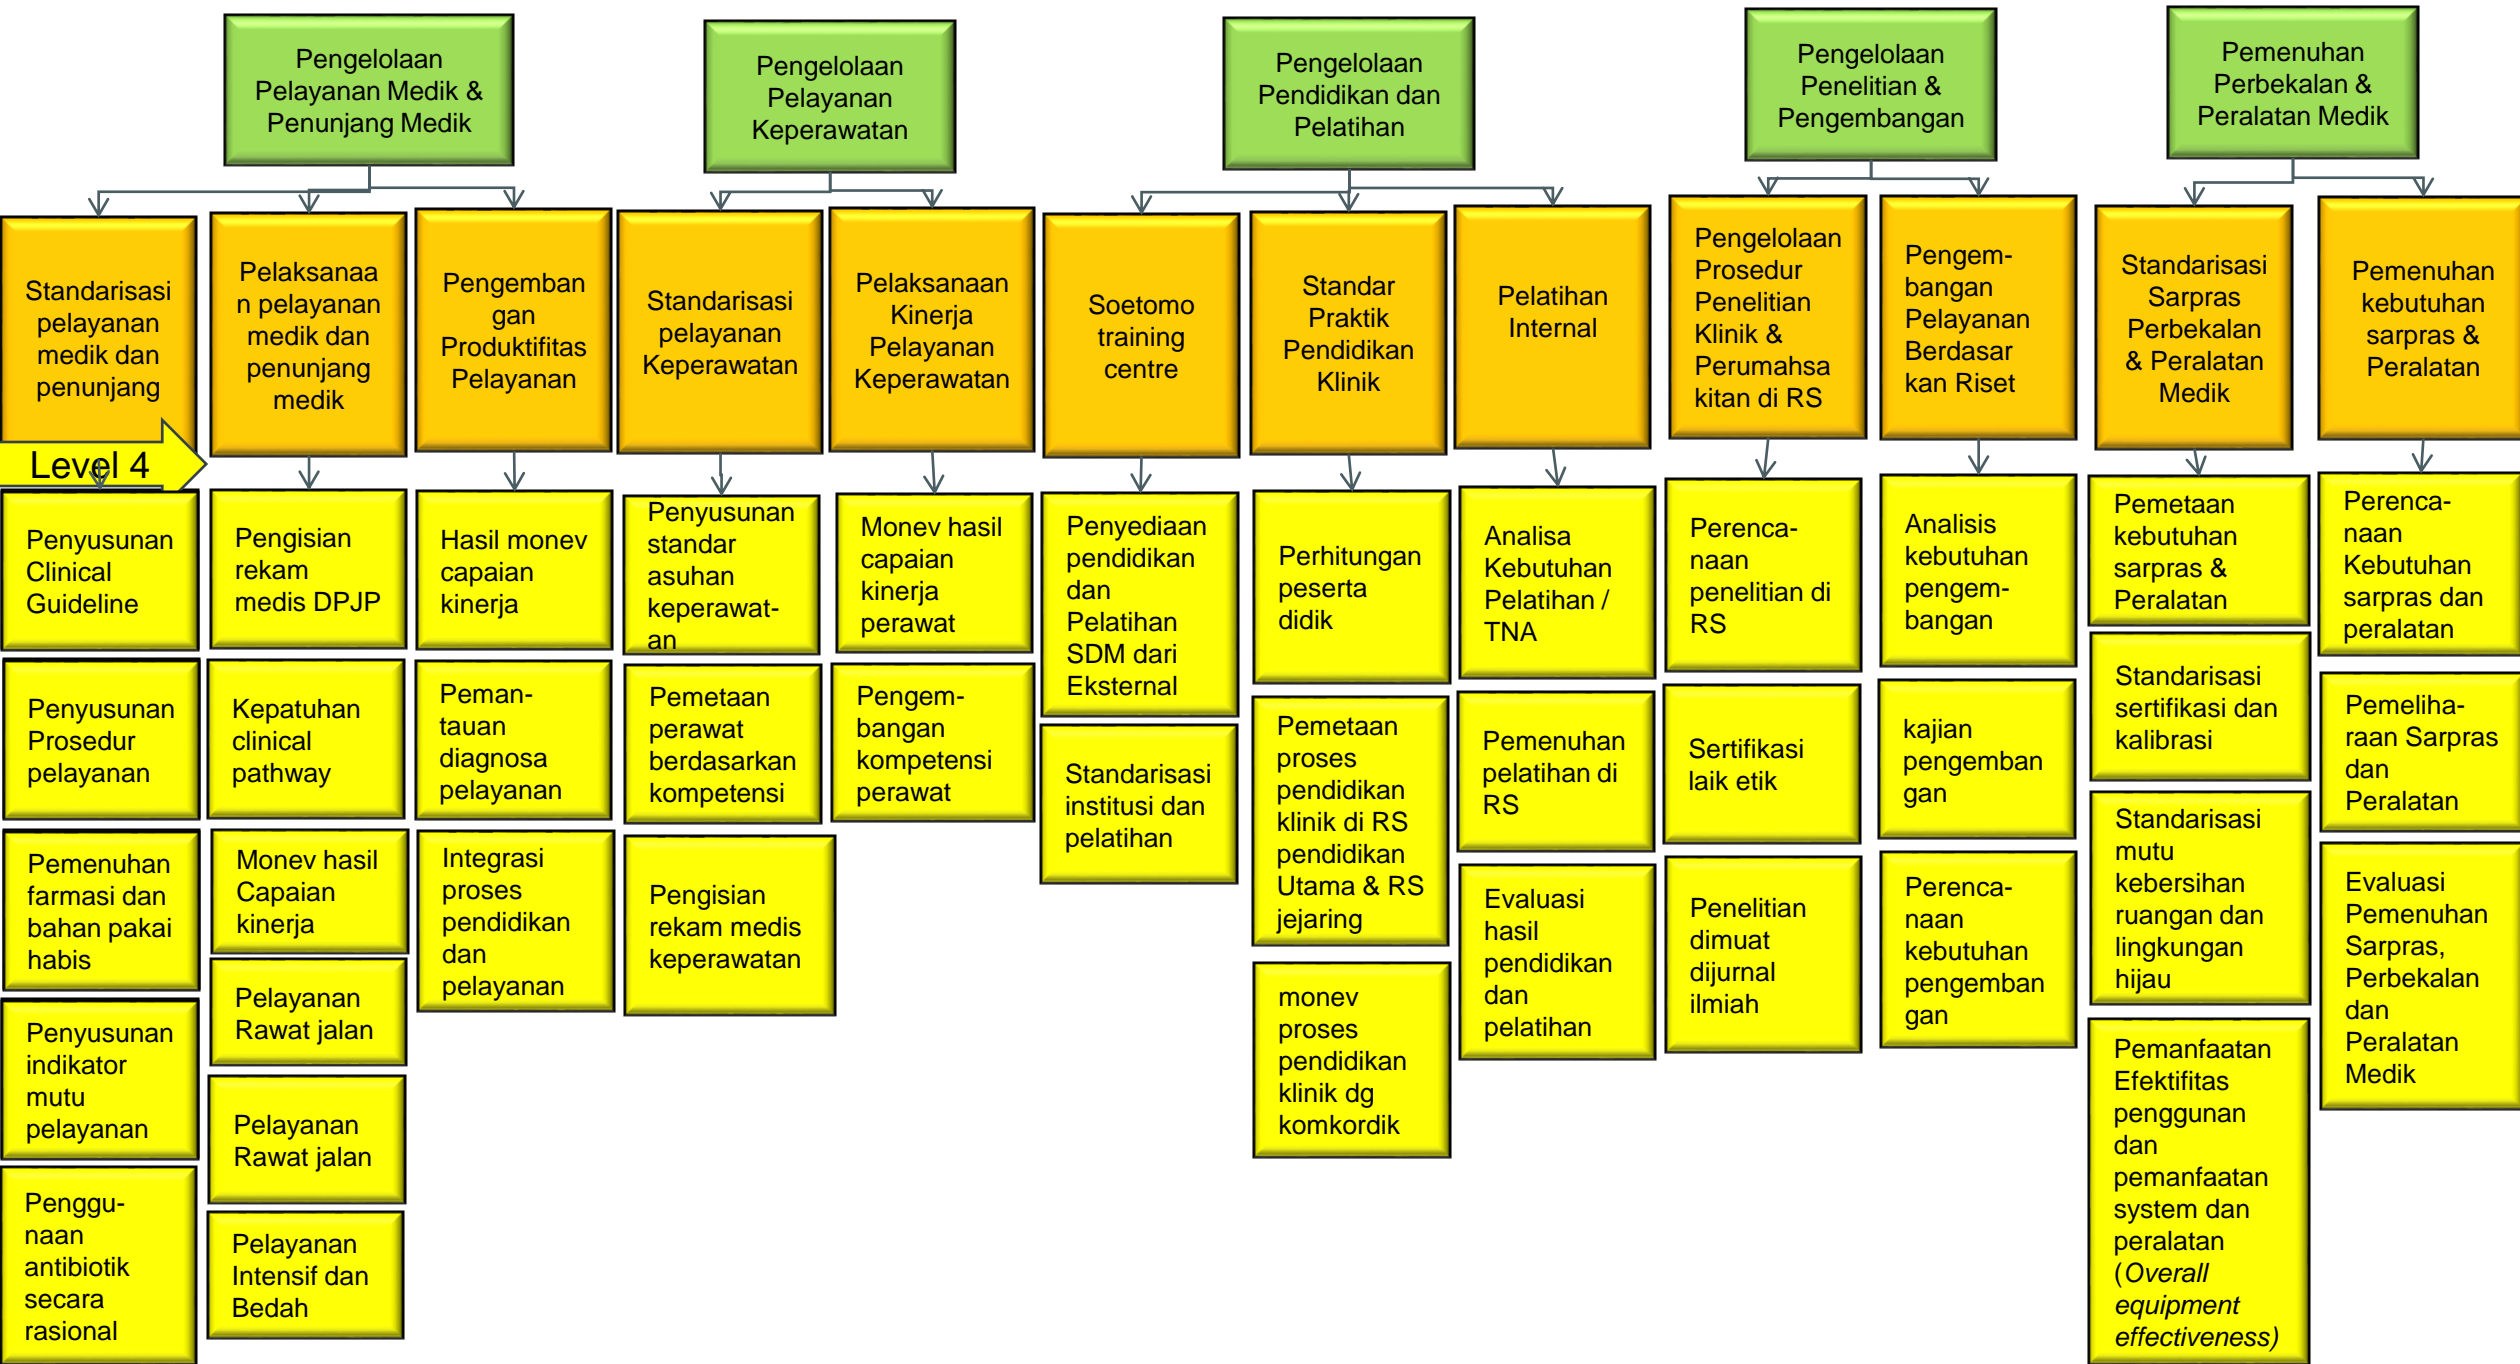 Pengelolaan
Pelayanan Medik &
Penunjang Medik
Pengelolaan
Pelayanan
Keperawatan
Pengelolaan
Pendidikan dan
Pelatihan
Pengelolaan
Penelitian &
Pengembangan
Pemenuhan
Perbekalan &
Peralatan Medik
Standarisasi
pelayanan
medik dan
penunjang
Pelaksanaa
n pelayanan
medik dan
penunjang
medik
Pengemban
gan
Produktifitas
Pelayanan
Standarisasi
pelayanan
Keperawatan
Pelaksanaan
Kinerja
Pelayanan
Keperawatan
Soetomo
training
centre
Standar
Praktik
Pendidikan
Klinik
Pelatihan
Internal
Pengelolaan
Prosedur
Penelitian
Klinik &
Perumahsa
kitan di RS
Pengem-
bangan
Pelayanan
Berdasar
kan Riset
Standarisasi
Sarpras
Perbekalan
& Peralatan
Medik
Pemenuhan
kebutuhan
sarpras &
Peralatan
Level 4
Penyusunan
Clinical
Guideline
Penyusunan
Prosedur
pelayanan
Pemenuhan
farmasi dan
bahan pakai
habis
Penyusunan
indikator
mutu
pelayanan
Penggu-
naan
antibiotik
secara
rasional
Pengisian
rekam
medis DPJP
Kepatuhan
clinical
pathway
Monev hasil
Capaian
kinerja
Pelayanan
Rawat jalan
Pelayanan
Rawat jalan
Pelayanan
Intensif dan
Bedah
Hasil monev
capaian
kinerja
Peman-
tauan
diagnosa
pelayanan
Integrasi
proses
pendidikan
dan
pelayanan
Penyusunan
standar
asuhan
keperawat-
an
Pemetaan
perawat
berdasarkan
kompetensi
Pengisian
rekam medis
keperawatan
Monev hasil
capaian
kinerja
perawat
Pengem-
bangan
kompetensi
perawat
Penyediaan
pendidikan
dan
Pelatihan
SDM dari
Eksternal
Standarisasi
institusi dan
pelatihan
Perhitungan
peserta
didik
Pemetaan
proses
pendidikan
klinik di RS
pendidikan
Utama & RS
jejaring
monev
proses
pendidikan
klinik dg
komkordik
Analisa
Kebutuhan
Pelatihan /
TNA
Pemenuhan
pelatihan di
RS
Evaluasi
hasil
pendidikan
dan
pelatihan
Perenca-
naan
penelitian di
RS
Sertifikasi
laik etik
Penelitian
dimuat
dijurnal
ilmiah
Analisis
kebutuhan
pengem-
bangan
kajian
pengemban
gan
Perenca-
naan
kebutuhan
pengemban
gan
Pemetaan
kebutuhan
sarpras &
Peralatan
Standarisasi
sertifikasi dan
kalibrasi
Standarisasi
mutu
kebersihan
ruangan dan
lingkungan
hijau
Pemanfaatan
Efektifitas
penggunan
dan
pemanfaatan
system dan
peralatan
(Overall
equipment
effectiveness)
Perenca-
naan
Kebutuhan
sarpras dan
peralatan
Pemeliha-
raan Sarpras
dan
Peralatan
Evaluasi
Pemenuhan
Sarpras,
Perbekalan
dan
Peralatan
Medik